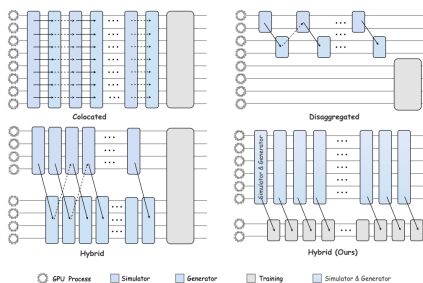 Colocated
Disaggregated
Simulator & Generator
Hybrid
Hybrid (Ours)
GPU Process
Simulator
Generator
Training
Simulator & Generator